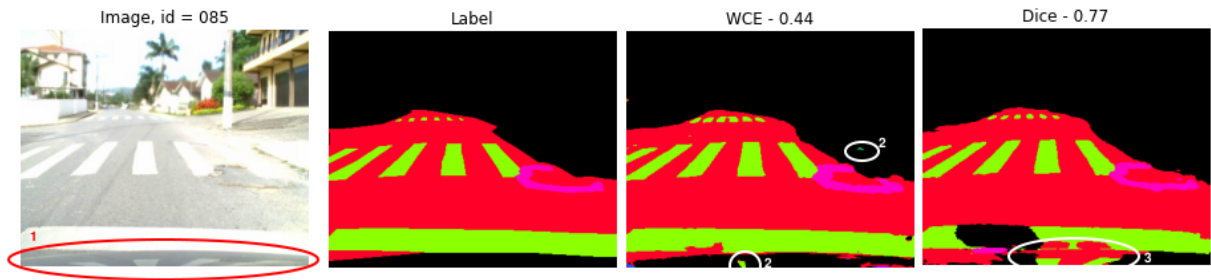 Image, id = 085
Label
WCE - 0.44
Dice - 0.77
1
2
2
3